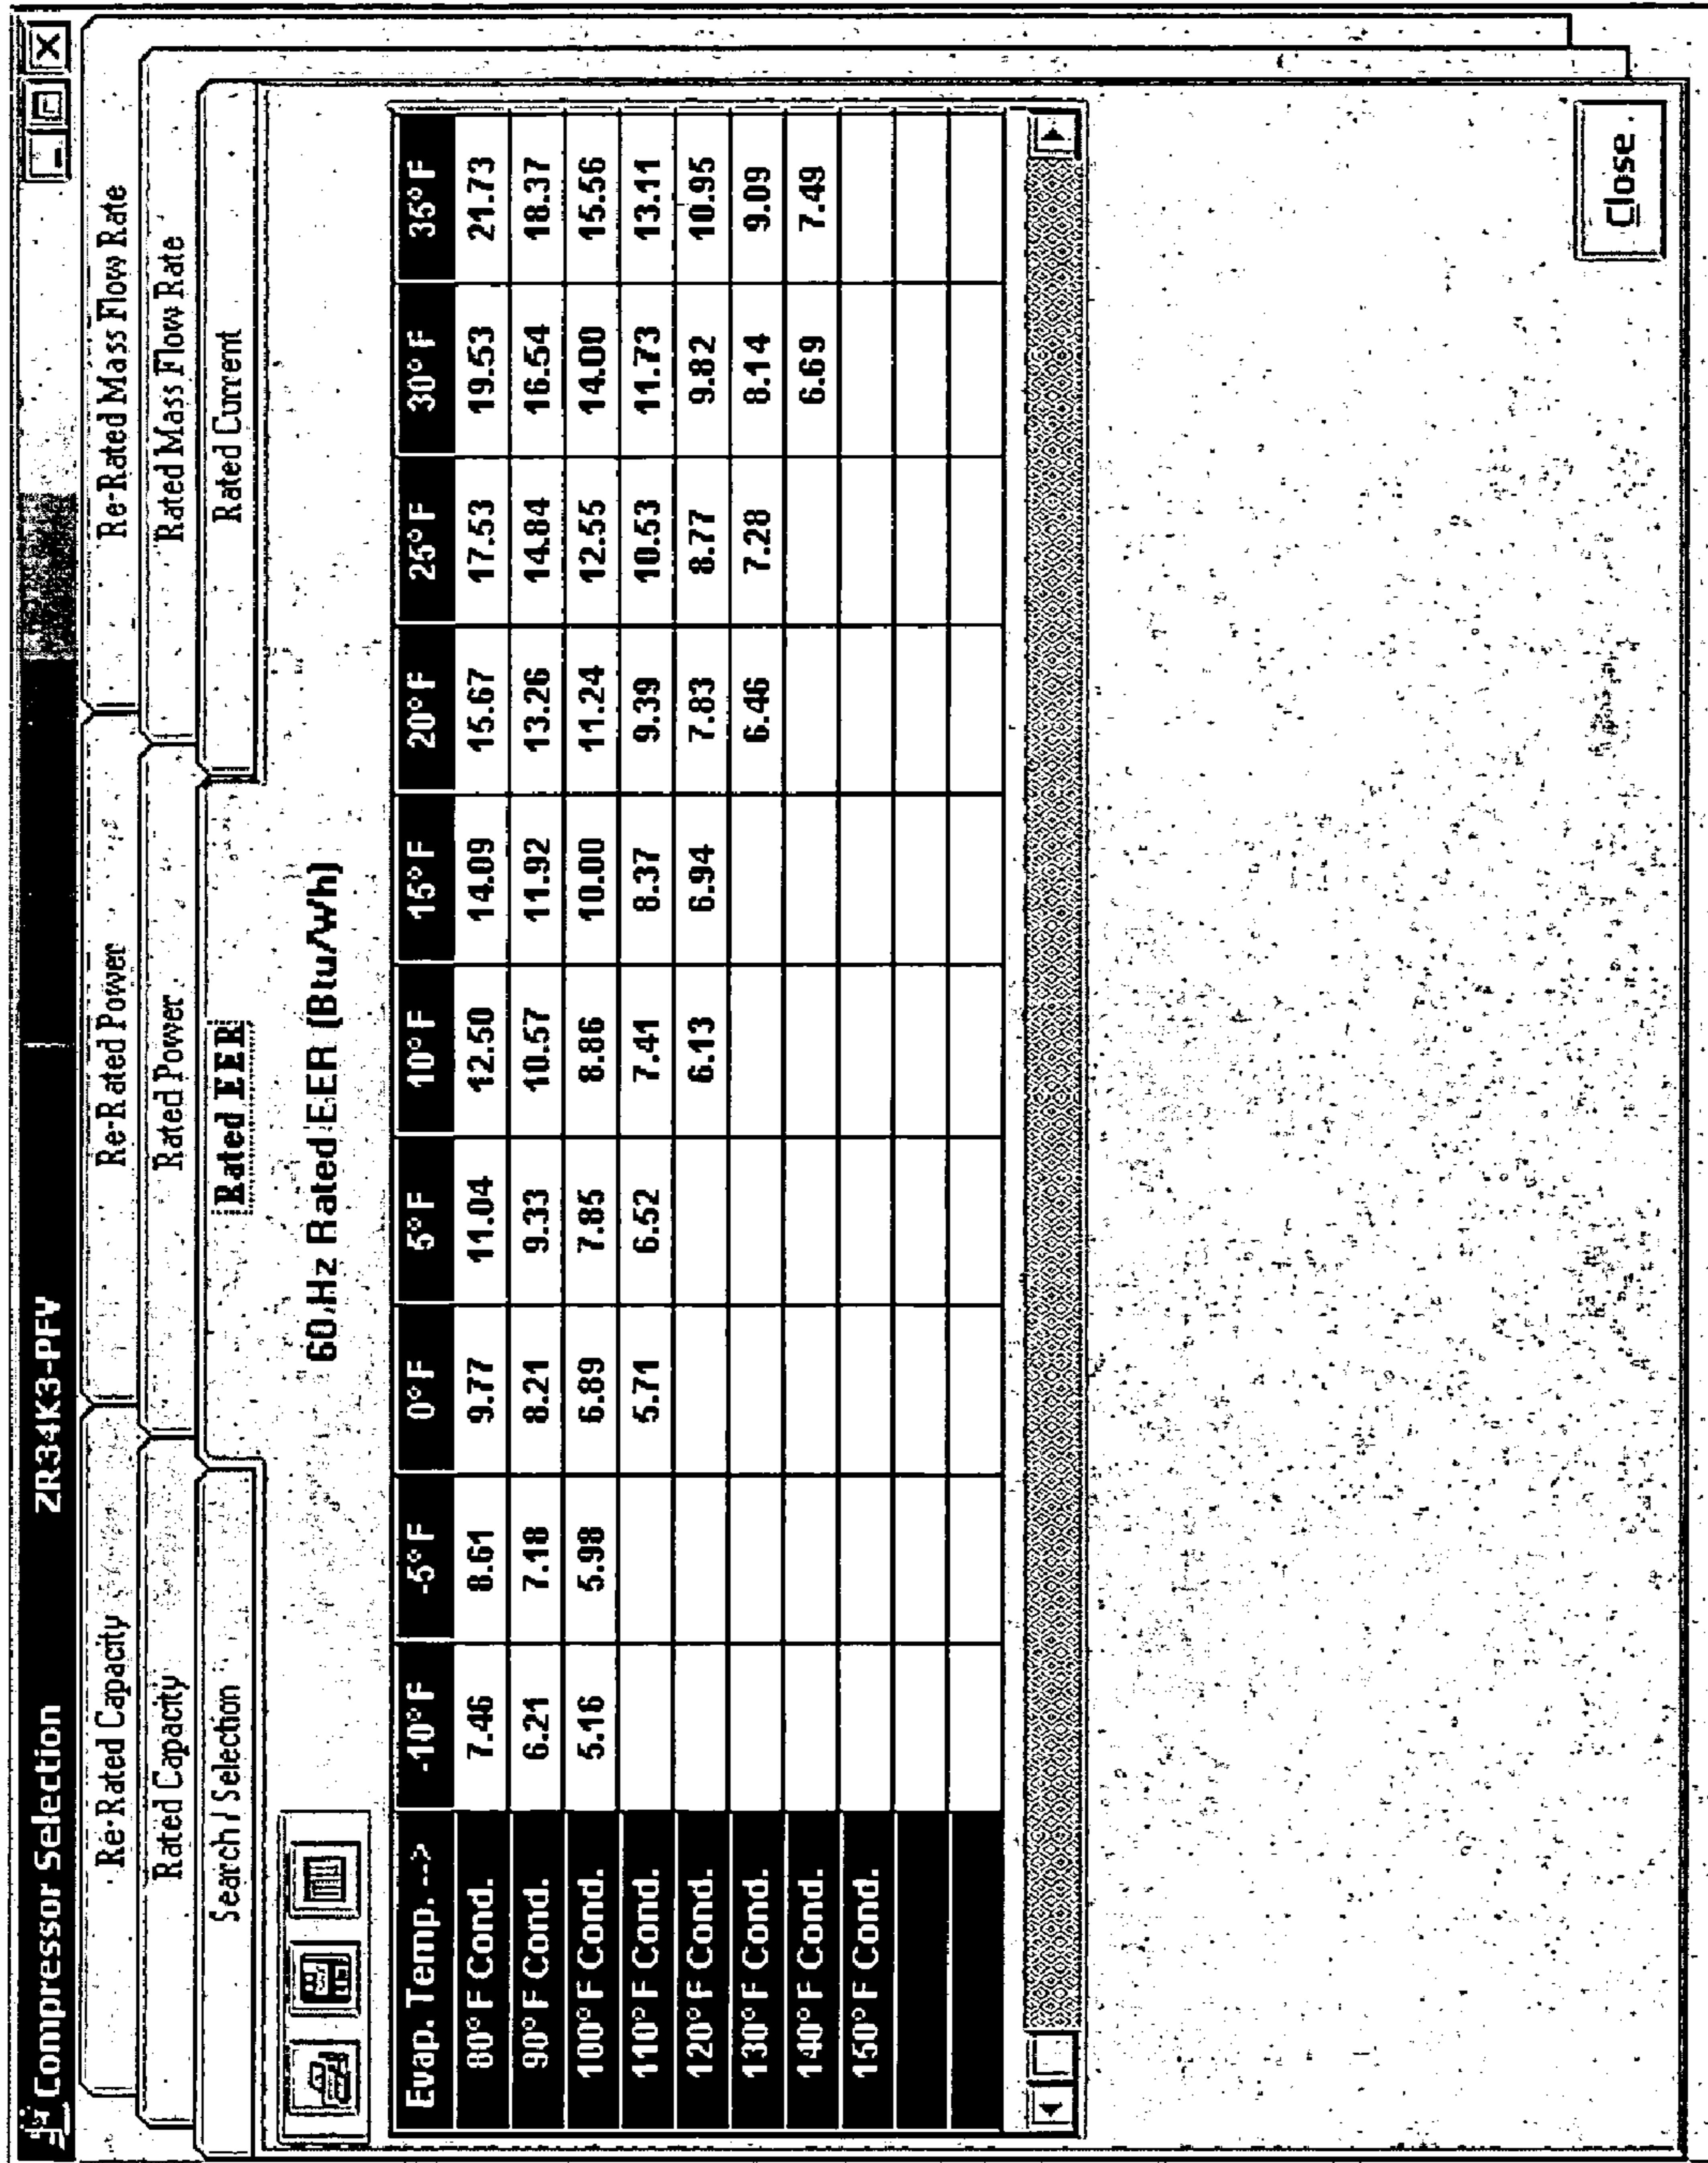 Compressor Selection ZR34K3-PFV
Re-Rated Capacity Re-Rated Power Re-Rated Mass Flow Rate
Rated Capacity Rated Power Rated Mass Flow Rate
Search / Selection Rated EER Rated Current
60 Hz Rated EER (Btu/Wh)
Evap. Temp. --> -10° F -5° F 0° F 5° F 10° F 15° F 20° F 25° F 30° F 35° F
80° F Cond. 7.46 8.61 9.77 11.04 12.50 14.09 15.67 17.53 19.53 21.73
90° F Cond. 6.21 7.18 8.21 9.33 10.57 11.92 13.26 14.84 16.54 18.37
100° F Cond. 5.16 5.98 6.89 7.85 8.86 10.00 11.24 12.55 14.00 15.56
110° F Cond. 5.71 6.52 7.41 8.37 9.39 10.53 11.73 13.11
120° F Cond. 6.13 6.94 7.83 8.77 9.82 10.95
130° F Cond. 6.46 7.28 8.14 9.09
140° F Cond. 6.69 7.49
150° F Cond.
Close